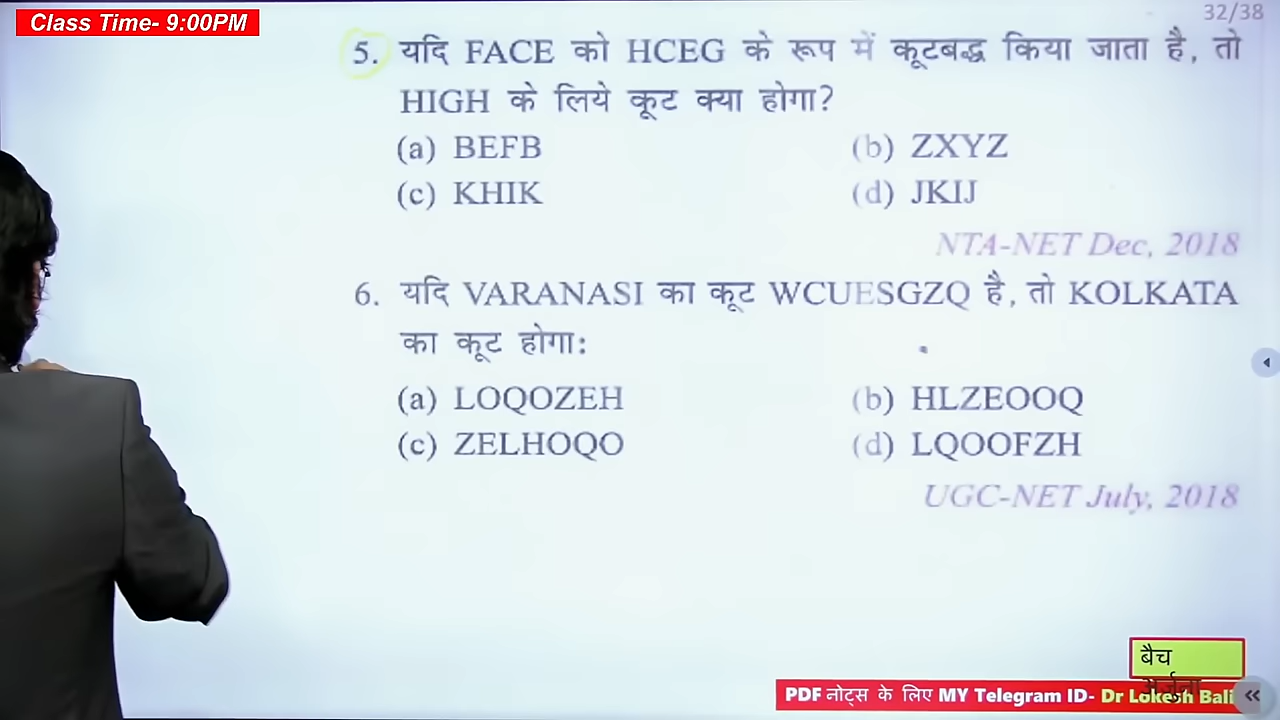 Class Time- 9:00PM
32/38
5. यदि FACE को HCEG के रूप में कूटबद्ध किया जाता है, तो
HIGH के लिये कूट क्या होगा?
(a) BEFB (b) ZXYZ
(c) KHIK (d) JKIJ
NTA-NET Dec, 2018
6. यदि VARANASI का कूट WCUESGZQ है, तो KOLKATA
का कूट होगा:
(a) LOQOZEH (b) HLZEOOQ
(c) ZELHOQO (d) LQOOFZH
UGC-NET July, 2018
बैच
अर्जुना
PDF नोट्स के लिए MY Telegram ID- Dr Lokesh Bali